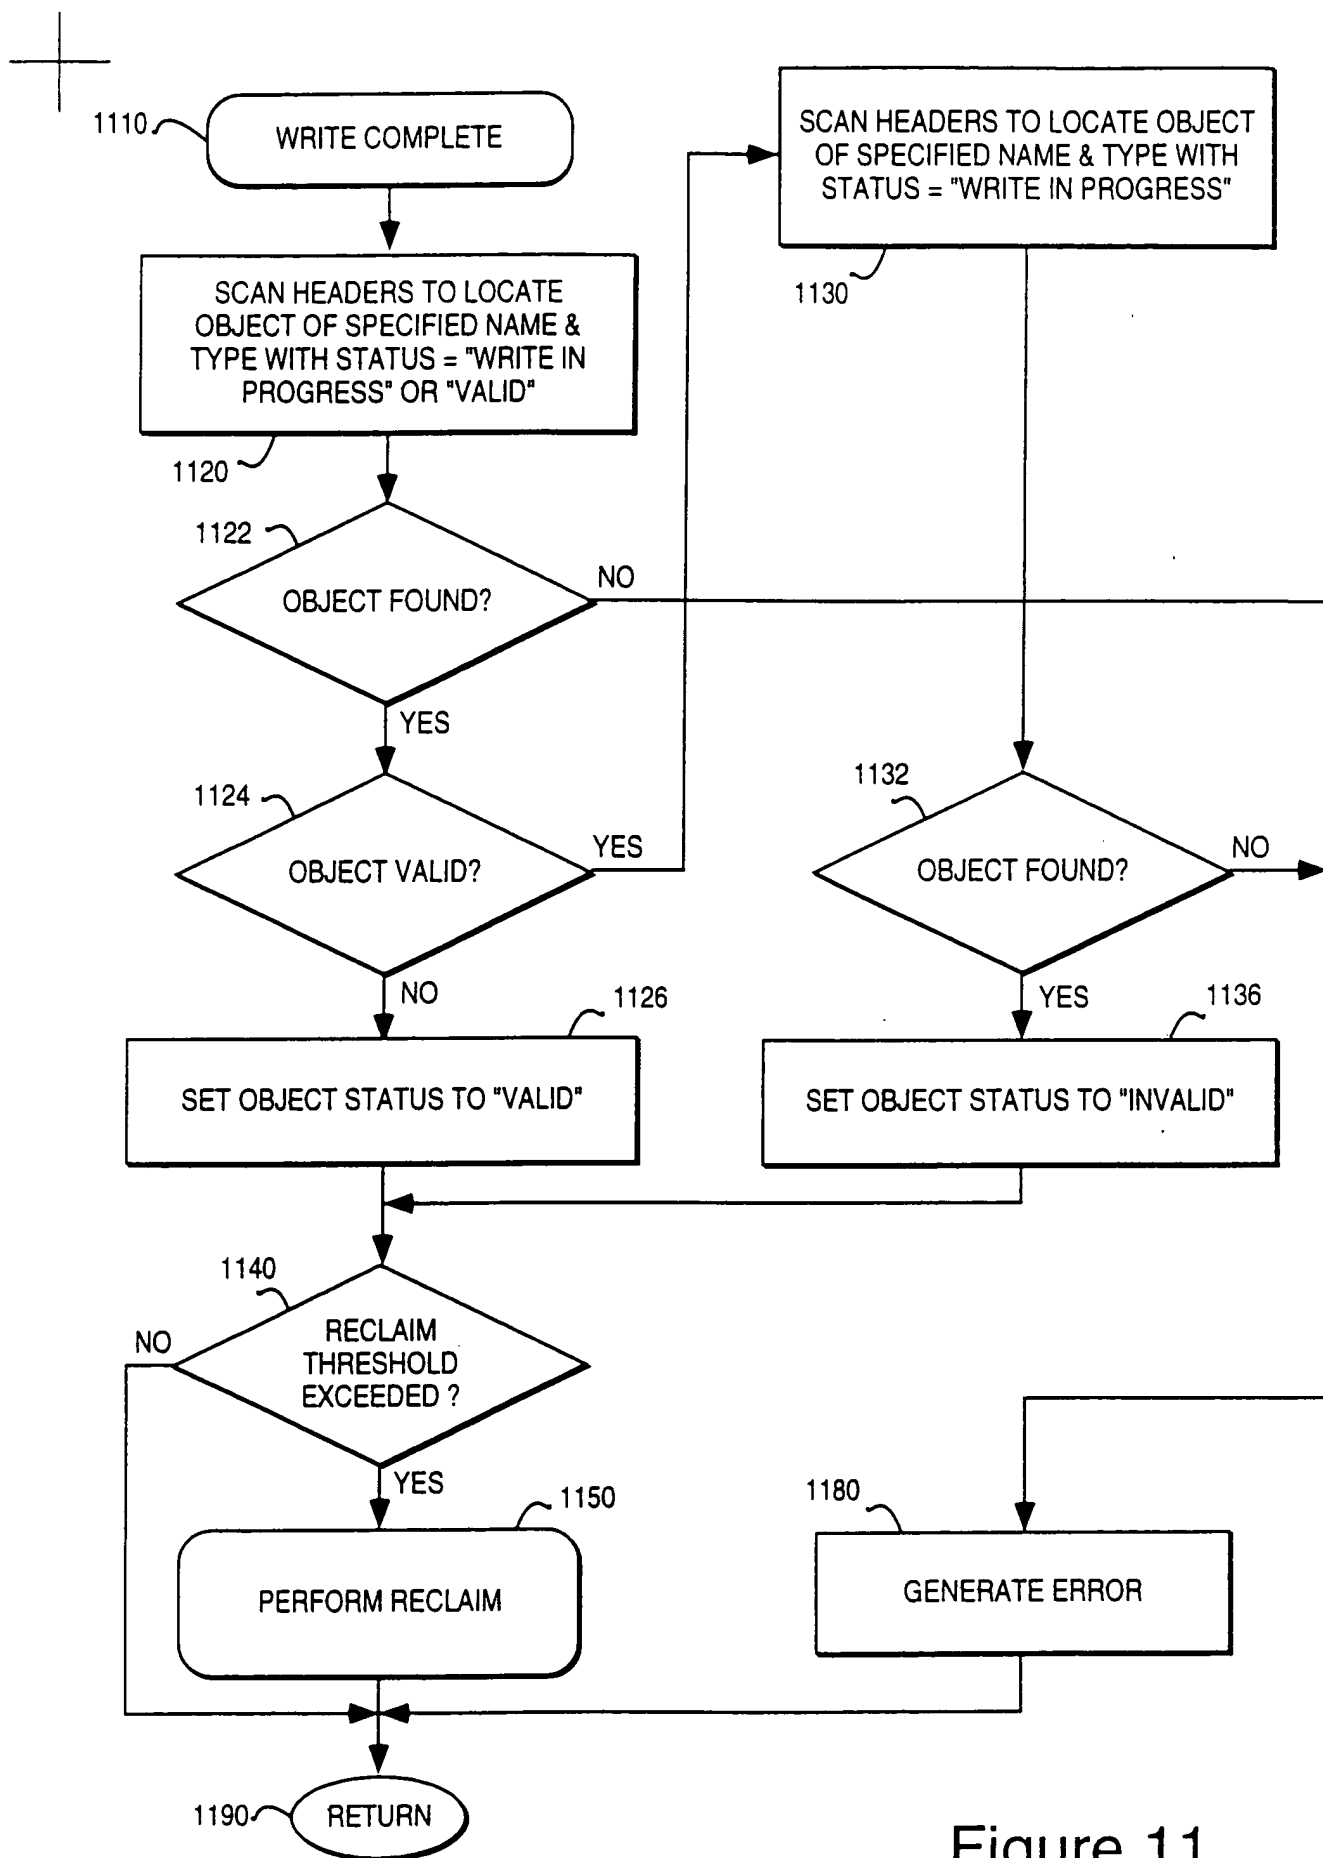 1110
WRITE COMPLETE
SCAN HEADERS TO LOCATE
OBJECT OF SPECIFIED NAME &
TYPE WITH STATUS = "WRITE IN
PROGRESS" OR "VALID"
1120
1122
OBJECT FOUND?
NO
YES
1124
OBJECT VALID?
YES
NO
1126
SET OBJECT STATUS TO "VALID"
SCAN HEADERS TO LOCATE OBJECT
OF SPECIFIED NAME & TYPE WITH
STATUS = "WRITE IN PROGRESS"
1130
1132
OBJECT FOUND?
NO
YES
1136
SET OBJECT STATUS TO "INVALID"
1140
RECLAIM
THRESHOLD
EXCEEDED ?
NO
YES
1150
PERFORM RECLAIM
1180
GENERATE ERROR
1190
RETURN
Figure 11